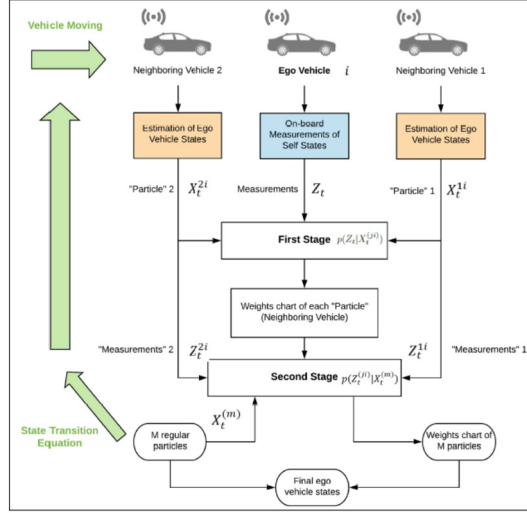 Vehicle Moving
Neighboring Vehicle 2
Ego Vehicle i
Neighboring Vehicle 1
Estimation of Ego
Vehicle States
On-board
Measurements of
Self States
Estimation of Ego
Vehicle States
"Particle" 2 X_t^{2i}
Measurements Z_t
"Particle" 1 X_t^{1i}
First Stage p(Z_t|X_t^{(ji)})
Weights chart of each "Particle"
(Neighboring Vehicle)
"Measurements" 2 Z_t^{2i}
Z_t^{1i} "Measurements" 1
Second Stage p(Z_t^{(ji)}|X_t^{(m)})
State Transition
Equation
X_t^{(m)}
M regular
particles
Weights chart of
M particles
Final ego
vehicle states